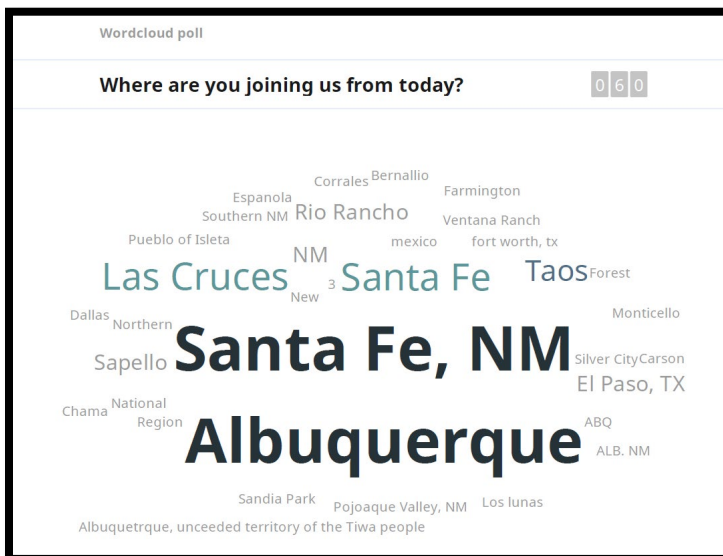 Wordcloud poll
Where are you joining us from today?
0 6 0
Corrales
Bernallio
Espanola
Farmington
Southern NM
Rio Rancho
Ventana Ranch
Pueblo of Isleta
NM
mexico
fort worth, tx
Las Cruces
New
3
Santa Fe
Taos
Forest
Dallas
Northern
Monticello
Sapello
Santa Fe, NM
Silver City
Carson
El Paso, TX
Chama
National
Region
Albuquerque
ABQ
ALB. NM
Sandia Park
Pojoaque Valley, NM
Los lunas
Albuquetrque, unceeded territory of the Tiwa people